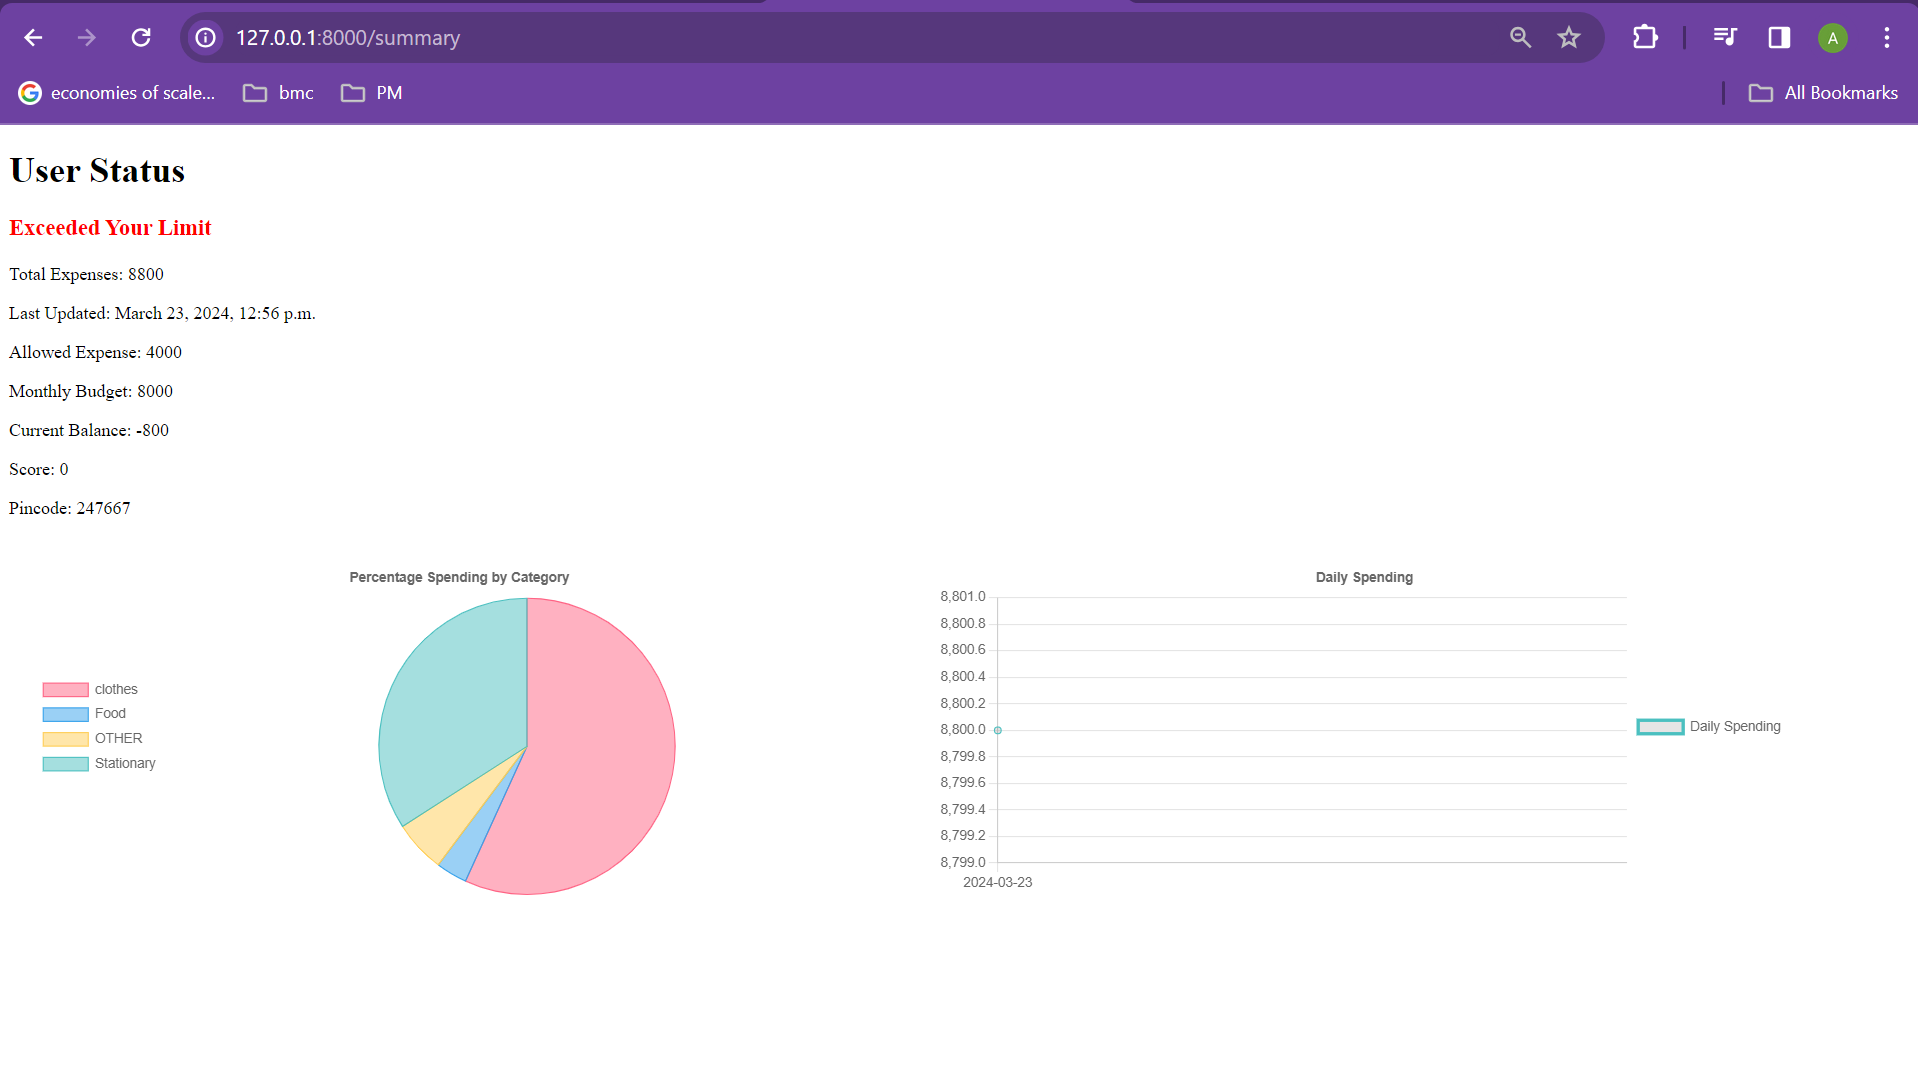 127.0.0.1:8000/summary
A
economies of scale...
bmc
PM
All Bookmarks
User Status
Exceeded Your Limit
Total Expenses: 8800
Last Updated: March 23, 2024, 12:56 p.m.
Allowed Expense: 4000
Monthly Budget: 8000
Current Balance: -800
Score: 0
Pincode: 247667
Percentage Spending by Category
clothes
Food
OTHER
Stationary
Daily Spending
8,801.0
8,800.8
8,800.6
8,800.4
8,800.2
8,800.0
8,799.8
8,799.6
8,799.4
8,799.2
8,799.0
2024-03-23
Daily Spending